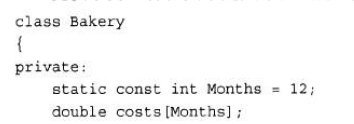 class Bakery
{
private:
    static const int Months = 12;
    double costs[Months];